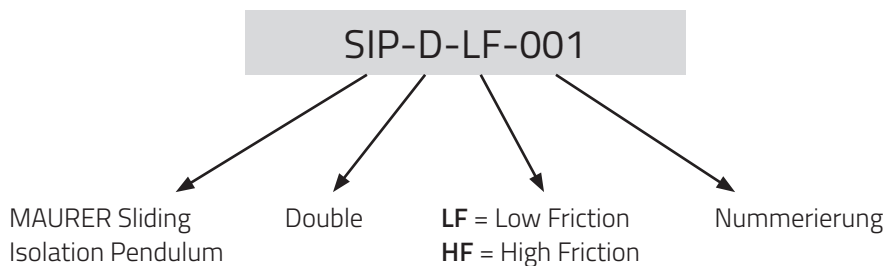 SIP-D-LF-001
MAURER Sliding
Isolation Pendulum
Double
LF = Low Friction
HF = High Friction
Nummerierung